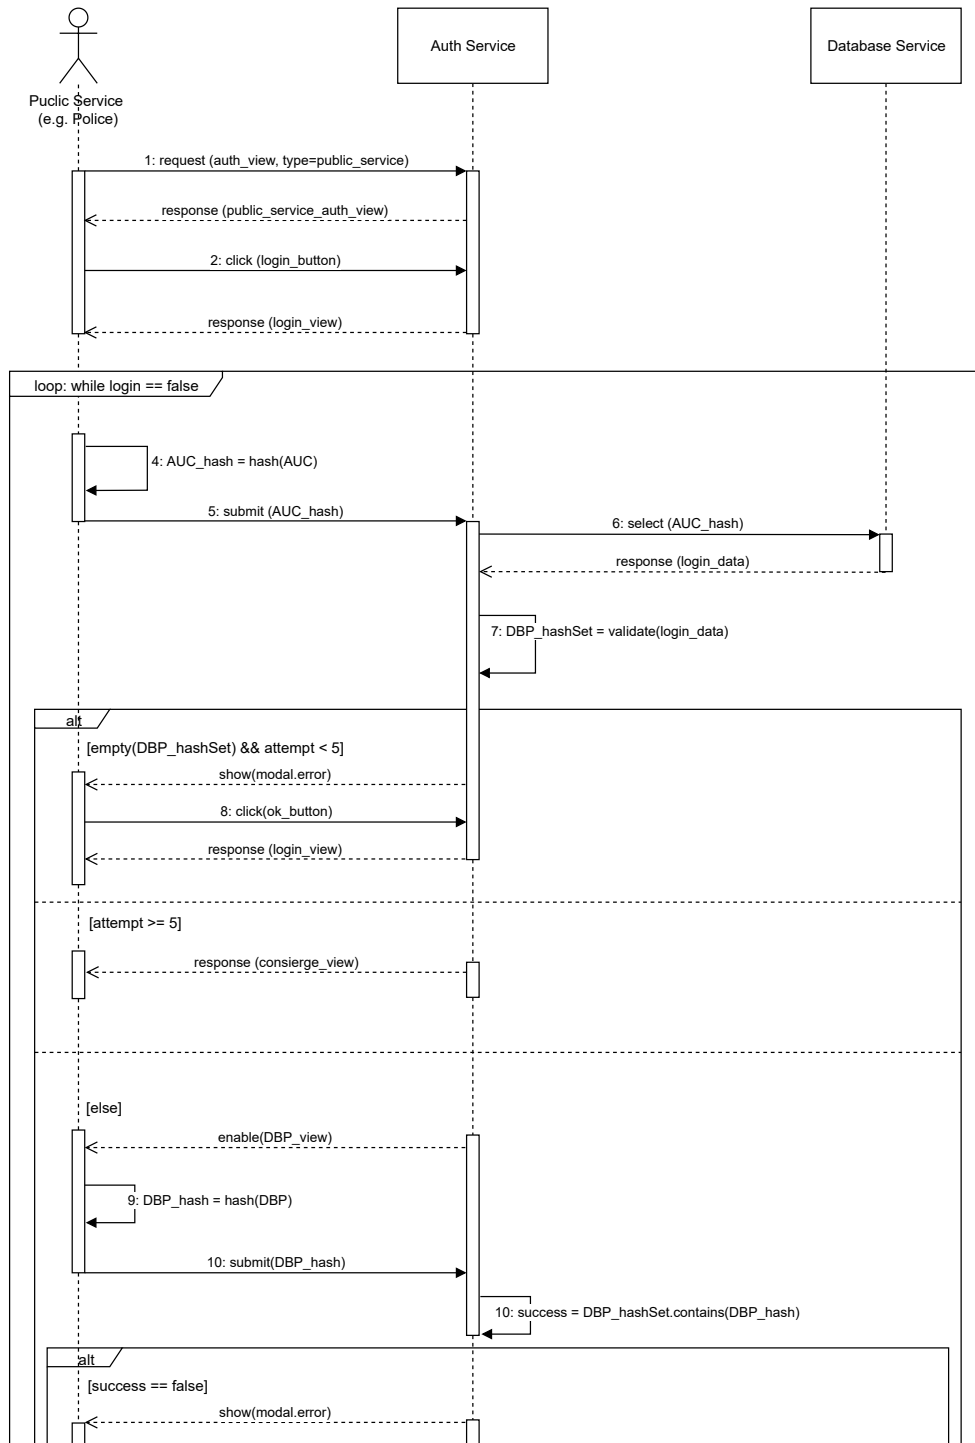 Auth Service
Database Service
Puclic Service
(e.g. Police)
1: request (auth_view, type=public_service)
response (public_service_auth_view)
2: click (login_button)
response (login_view)
loop: while login == false
4: AUC_hash = hash(AUC)
5: submit (AUC_hash)
6: select (AUC_hash)
response (login_data)
7: DBP_hashSet = validate(login_data)
alt
[empty(DBP_hashSet) && attempt < 5]
show(modal.error)
8: click(ok_button)
response (login_view)
[attempt >= 5]
response (consierge_view)
[else]
enable(DBP_view)
9: DBP_hash = hash(DBP)
10: submit(DBP_hash)
10: success = DBP_hashSet.contains(DBP_hash)
alt
[success == false]
show(modal.error)